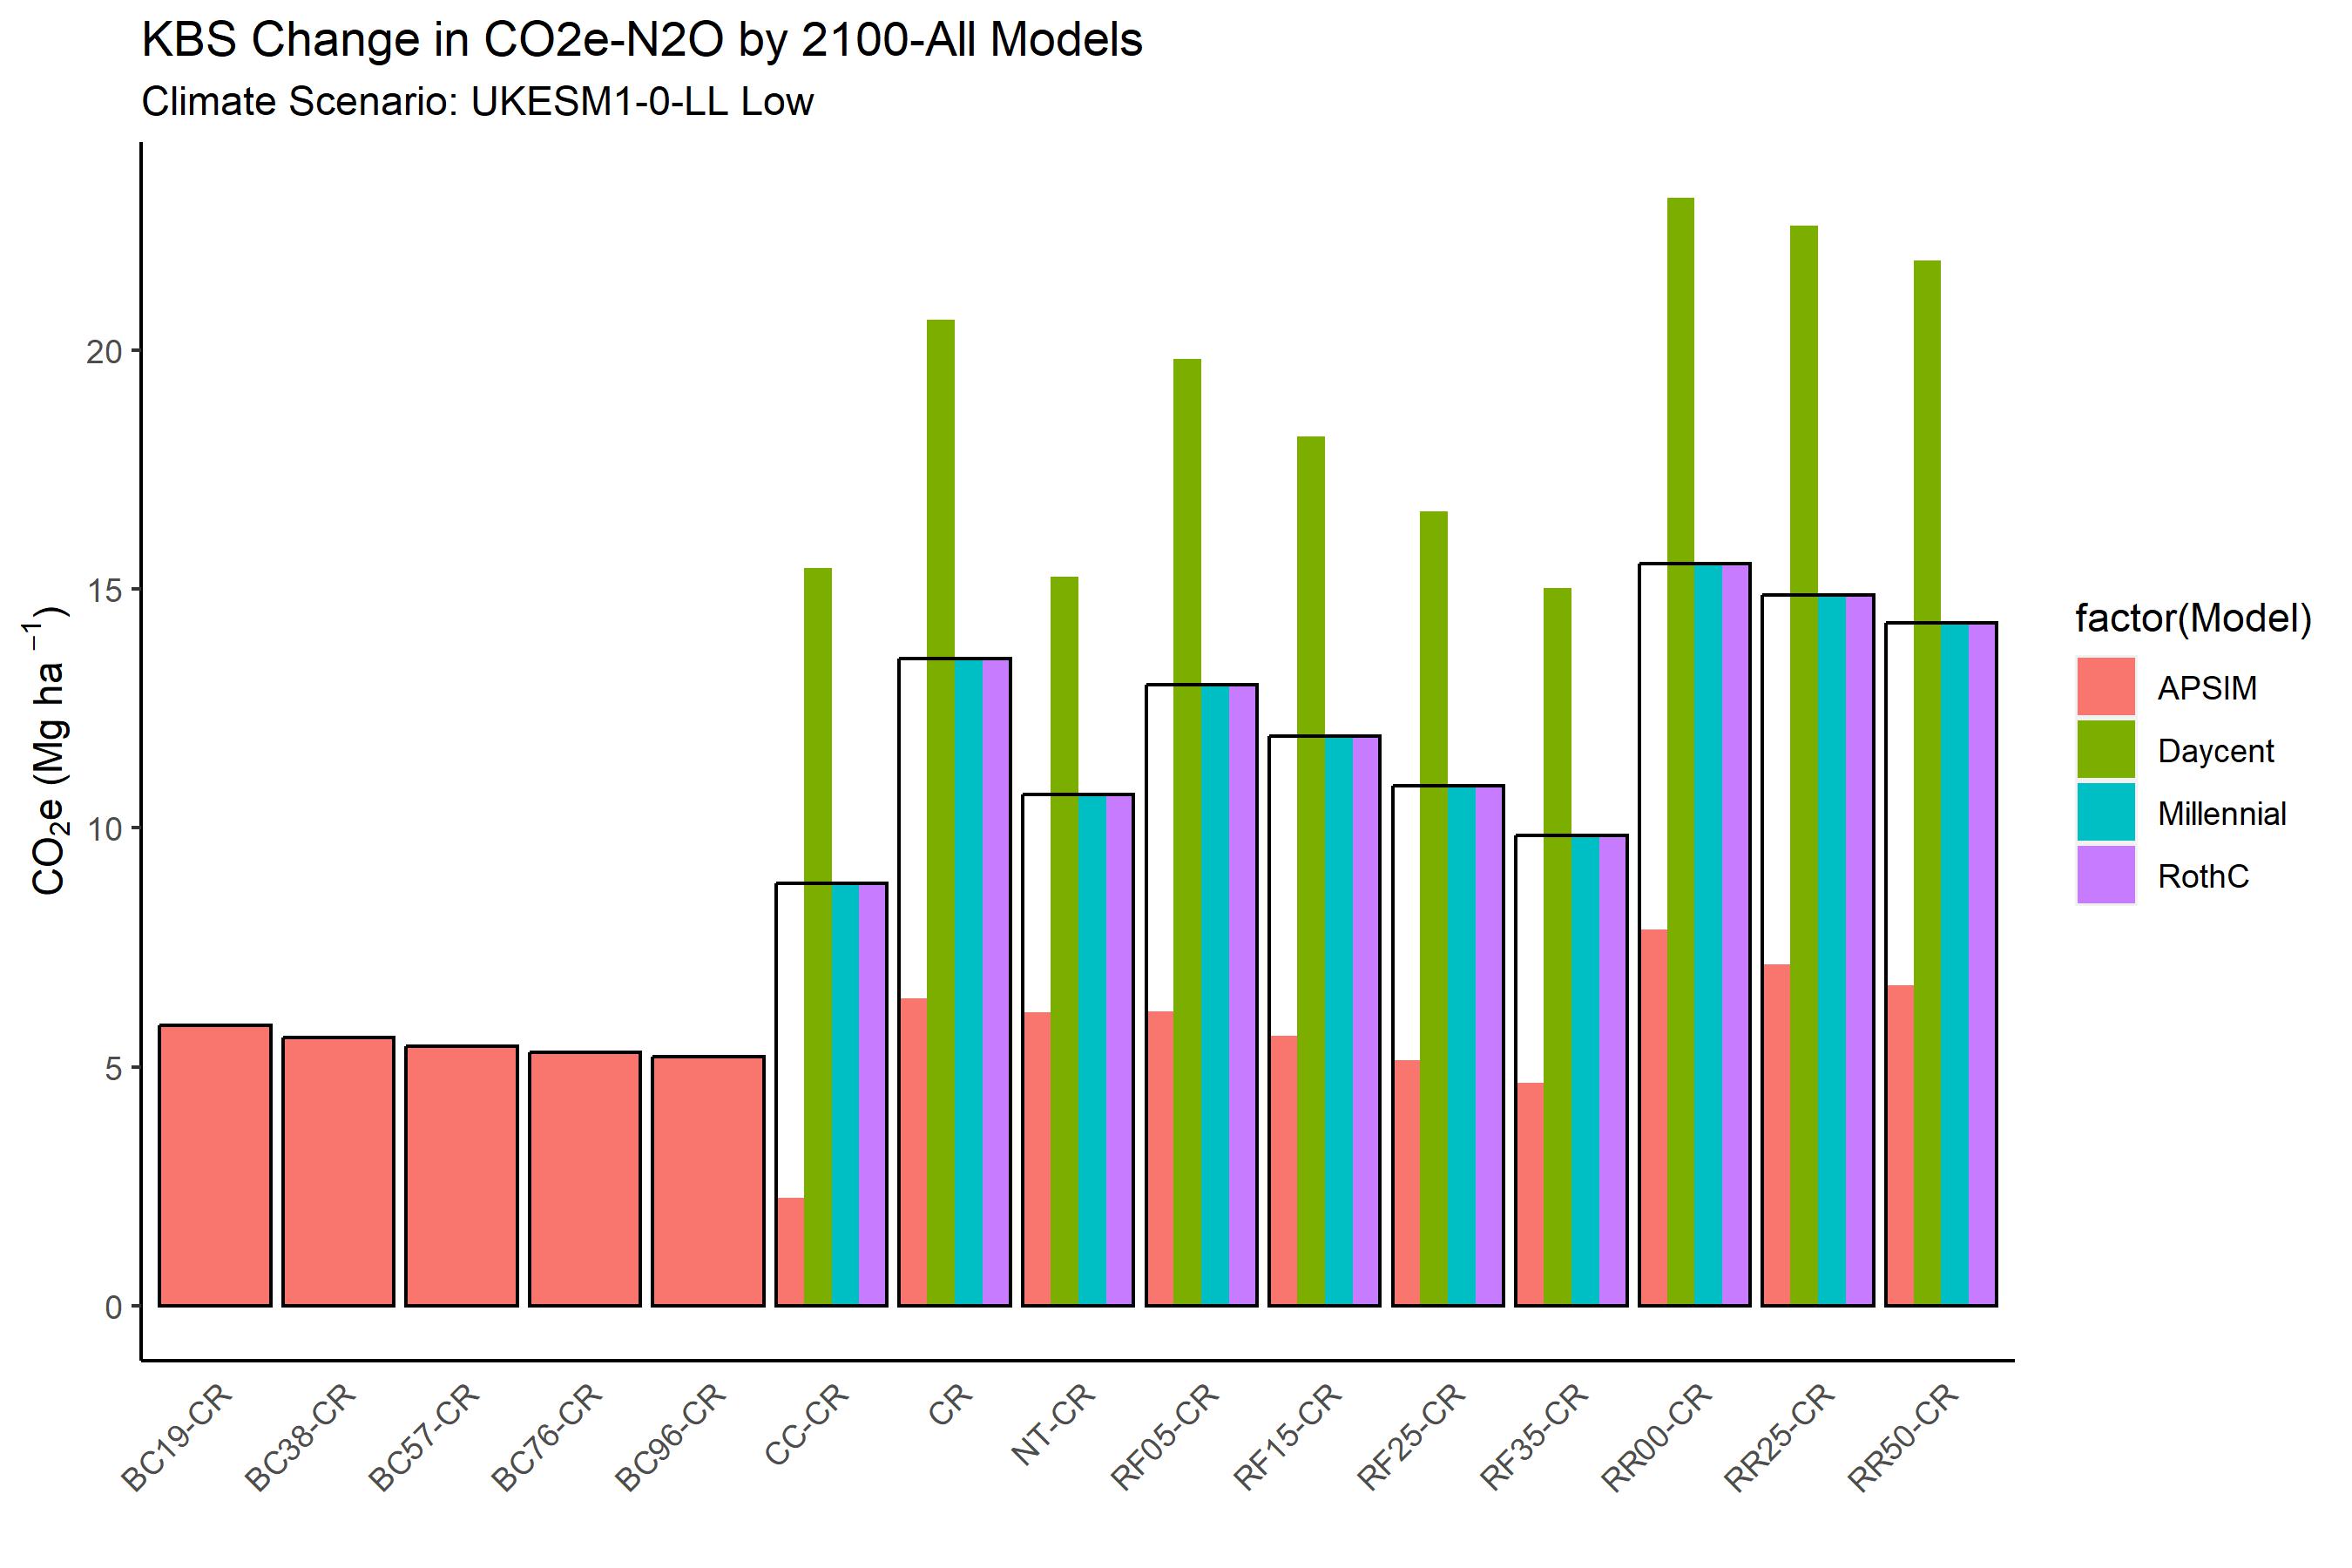 KBS Change in CO2e-N2O by 2100-All Models
Climate Scenario: UKESM1-0-LL Low
CO₂e (Mg ha ⁻¹)
20
15
10
5
0
BC19-CR
BC38-CR
BC57-CR
BC76-CR
BC96-CR
CC-CR
CR
NT-CR
RF05-CR
RF15-CR
RF25-CR
RF35-CR
RR00-CR
RR25-CR
RR50-CR
factor(Model)
APSIM
Daycent
Millennial
RothC